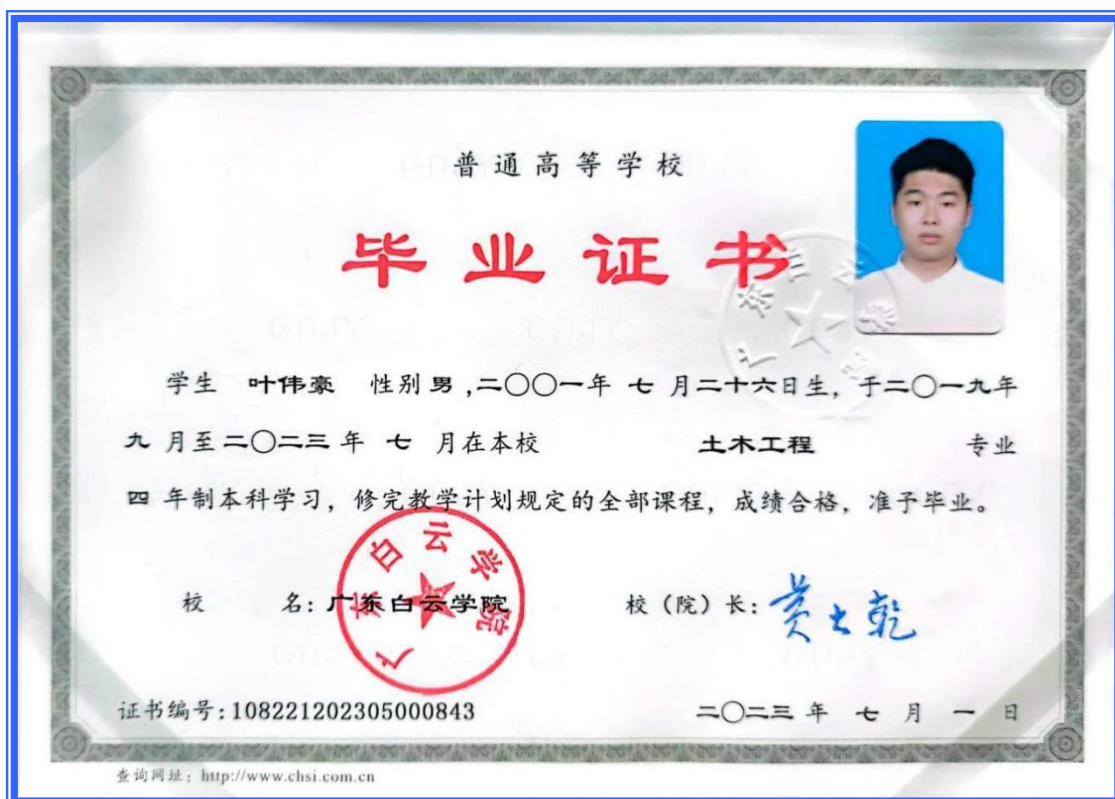 普通高等学校
毕业证书
学生 叶伟豪 性别 男 ,二〇〇一年 七 月二十六日生，于二〇一九年
九 月至二〇二三 年 七 月在本校 土木工程 专业
四 年制本科学习，修完教学计划规定的全部课程，成绩合格，准予毕业。
校 名: 广东白云学院
广东白云学院
校（院）长:
证书编号:108221202305000843
二〇二三 年 七 月 一 日
查询网址：http://www.chsi.com.cn